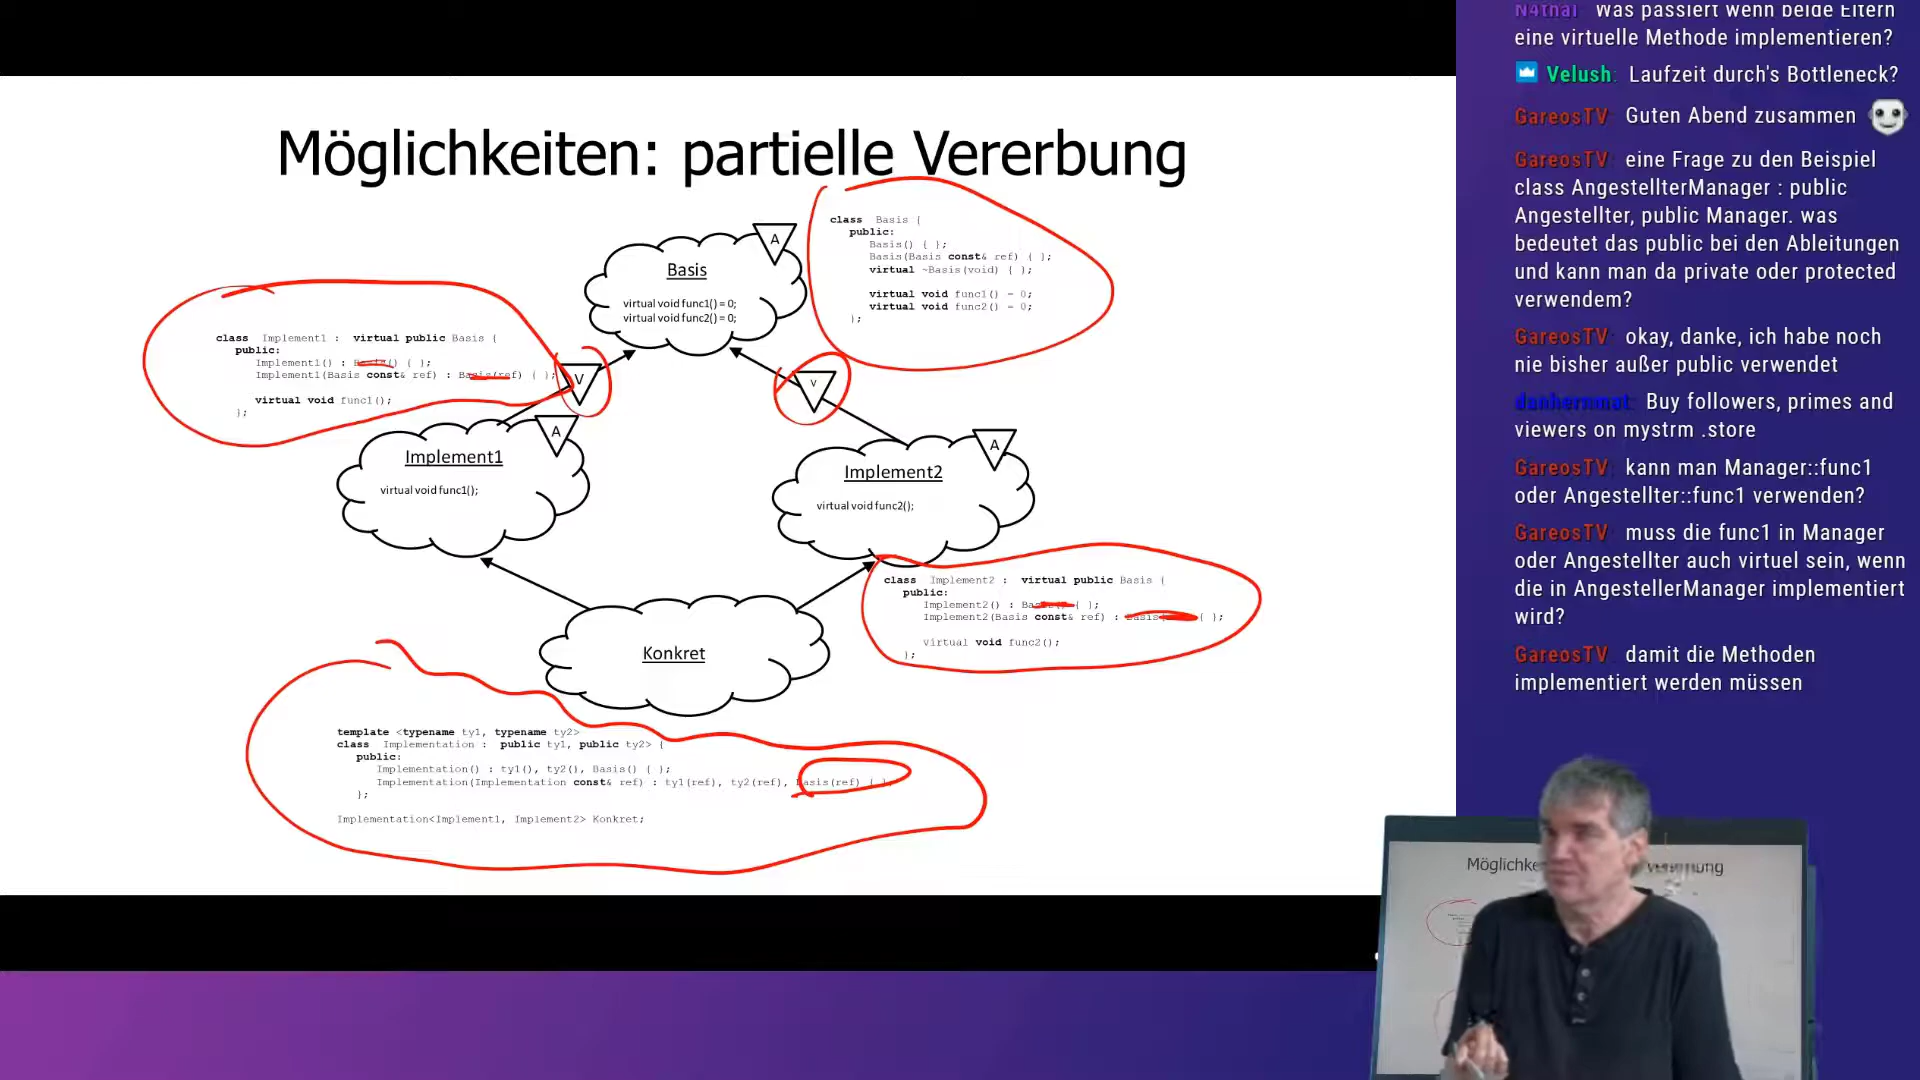 Möglichkeiten: partielle Vererbung
class Basis {
public:
Basis() { };
Basis(Basis const& ref) { };
virtual ~Basis(void) { };
virtual void func1() = 0;
virtual void func2() = 0;
};
A
Basis
virtual void func1() = 0;
virtual void func2() = 0;
class Implement1 : virtual public Basis {
public:
Implement1() : Basis() { };
Implement1(Basis const& ref) : Basis(ref) { };
virtual void func1();
};
V
V
A
Implement1
virtual void func1();
A
Implement2
virtual void func2();
class Implement2 : virtual public Basis {
public:
Implement2() : Basis() { };
Implement2(Basis const& ref) : Basis { };
virtual void func2();
};
Konkret
template <typename ty1, typename ty2>
class Implementation : public ty1, public ty2> {
public:
Implementation() : ty1(), ty2(), Basis() { };
Implementation(Implementation const& ref) : ty1(ref), ty2(ref), Basis(ref) { };
};
Implementation<Implement1, Implement2> Konkret;
N4thal Was passiert wenn beide Eltern
eine virtuelle Methode implementieren?
Velush: Laufzeit durch's Bottleneck?
GareosTV: Guten Abend zusammen
GareosTV: eine Frage zu den Beispiel
class AngestellterManager : public
Angestellter, public Manager. was
bedeutet das public bei den Ableitungen
und kann man da private oder protected
verwendem?
GareosTV: okay, danke, ich habe noch
nie bisher außer public verwendet
danhernmat: Buy followers, primes and
viewers on mystrm .store
GareosTV: kann man Manager::func1
oder Angestellter::func1 verwenden?
GareosTV: muss die func1 in Manager
oder Angestellter auch virtuel sein, wenn
die in AngestellerManager implementiert
wird?
GareosTV: damit die Methoden
implementiert werden müssen
Möglichke